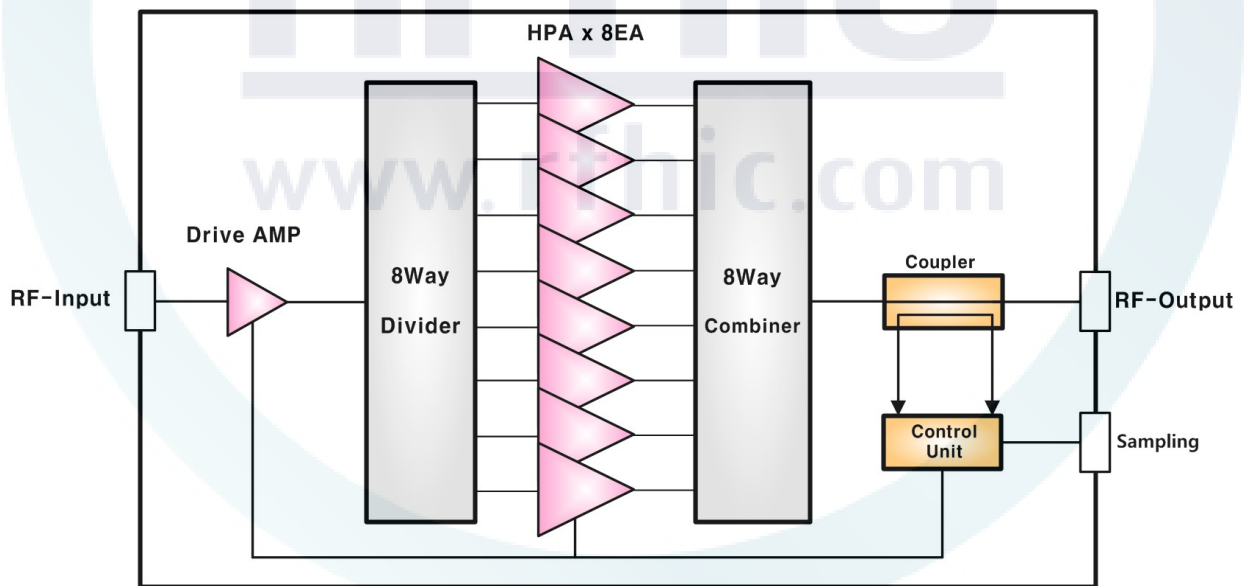 HPA x 8EA
www.rfhic.com
Drive AMP
8Way
Divider
8Way
Combiner
Coupler
RF-Input
RF-Output
Control
Unit
Sampling